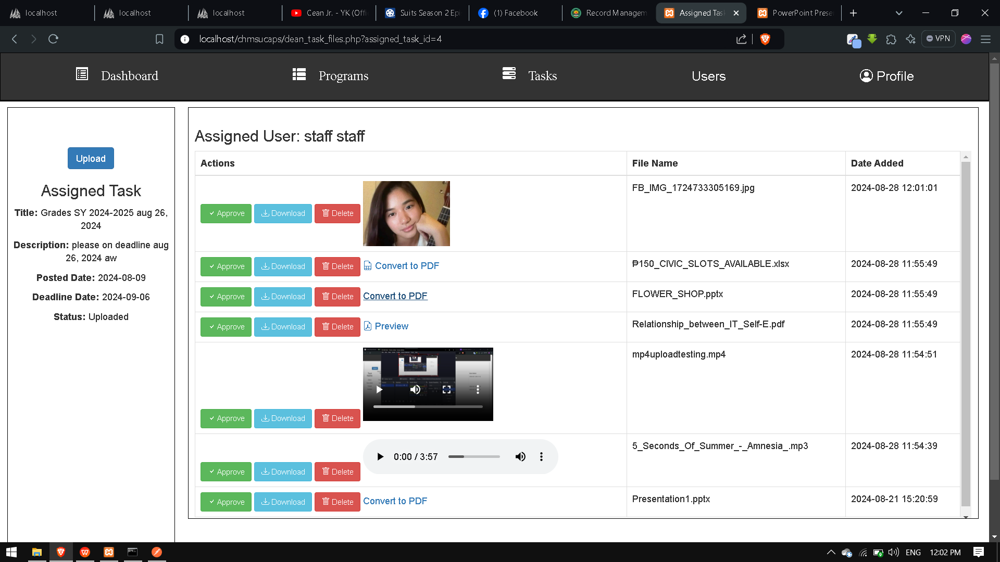 localhost
localhost
localhost
Cean Jr. - YK (Offi
Suits Season 2 Epi
(1) Facebook
Record Managem
Assigned Tas
PowerPoint Prese
localhost/chmsucaps/dean_task_files.php?assigned_task_id=4
VPN
Dashboard
Programs
Tasks
Users
Profile
Upload
Assigned Task
Title: Grades SY 2024-2025 aug 26,
2024
Description: please on deadline aug
26, 2024 aw
Posted Date: 2024-08-09
Deadline Date: 2024-09-06
Status: Uploaded
Assigned User: staff staff
Actions File Name Date Added
Approve Download Delete FB_IMG_1724733305169.jpg 2024-08-28 12:01:01
Approve Download Delete Convert to PDF ₱150_CIVIC_SLOTS_AVAILABLE.xlsx 2024-08-28 11:55:49
Approve Download Delete Convert to PDF FLOWER_SHOP.pptx 2024-08-28 11:55:49
Approve Download Delete Preview Relationship_between_IT_Self-E.pdf 2024-08-28 11:55:49
Approve Download Delete mp4uploadtesting.mp4 2024-08-28 11:54:51
Approve Download Delete 0:00 / 3:57 5_Seconds_Of_Summer_-_Amnesia_.mp3 2024-08-28 11:54:39
Approve Download Delete Convert to PDF Presentation1.pptx 2024-08-21 15:20:59
ENG
12:02 PM